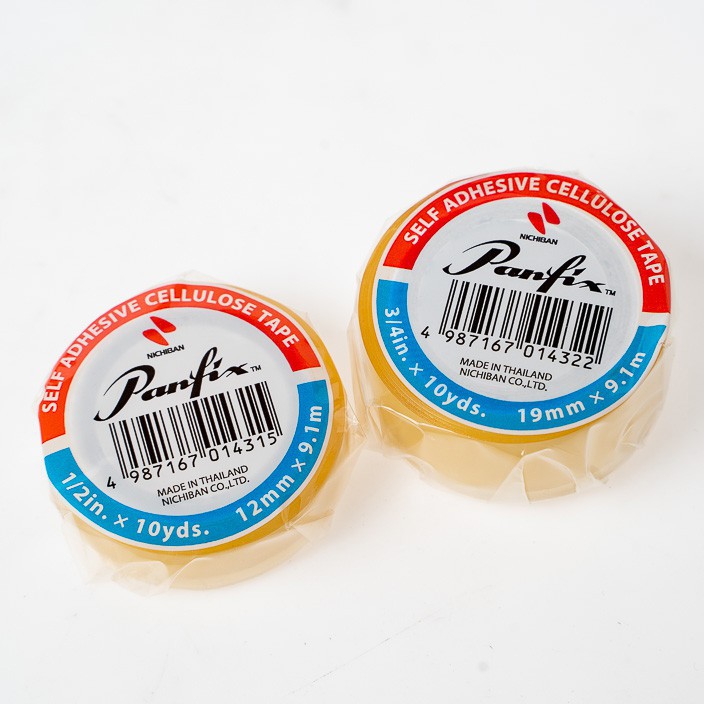 SELF ADHESIVE CELLULOSE TAPE
NICHIBAN
Panfix™
4 987167 014315
MADE IN THAILAND
NICHIBAN CO.,LTD.
1/2in. × 10yds. 12mm × 9.1m
SELF ADHESIVE CELLULOSE TAPE
NICHIBAN
Panfix™
4 987167 014322
MADE IN THAILAND
NICHIBAN CO.,LTD.
3/4in. × 10yds. 19mm × 9.1m